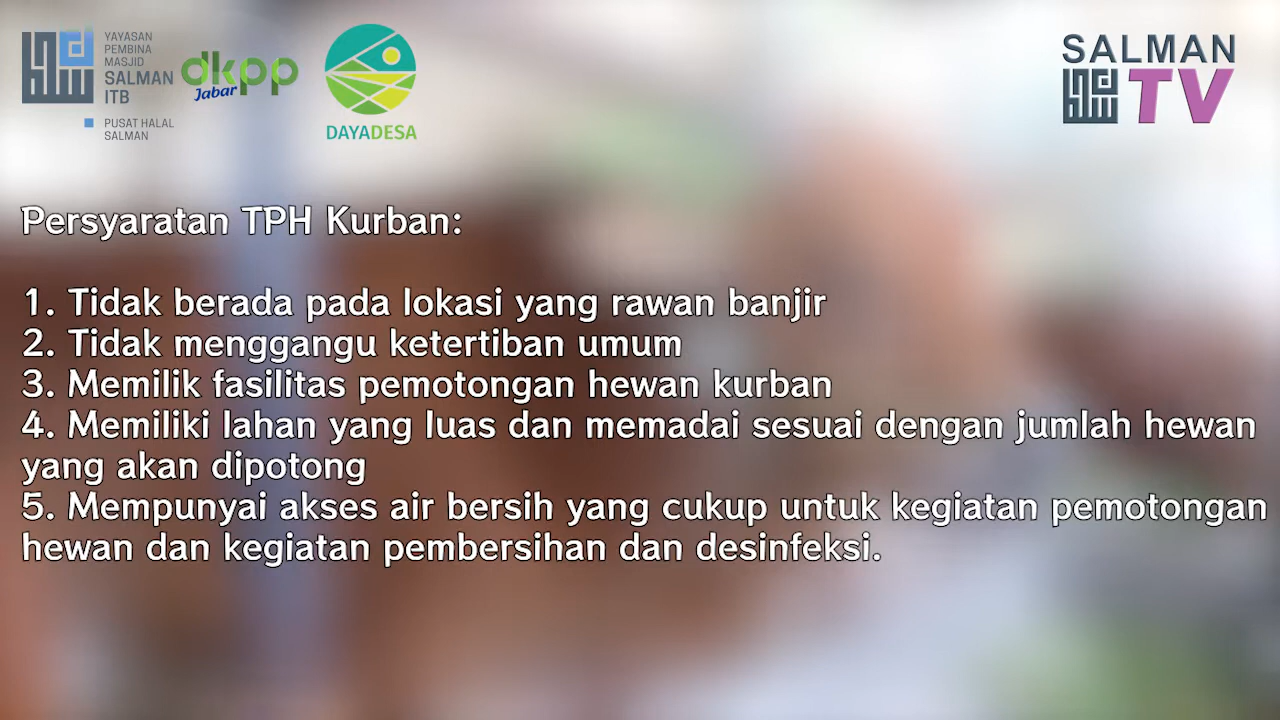 YAYASAN
PEMBINA
MASJID
SALMAN
ITB
PUSAT HALAL
SALMAN
dkpp
Jabar
DAYADESA
SALMAN
TV
Persyaratan TPH Kurban:
1. Tidak berada pada lokasi yang rawan banjir
2. Tidak menggangu ketertiban umum
3. Memilik fasilitas pemotongan hewan kurban
4. Memiliki lahan yang luas dan memadai sesuai dengan jumlah hewan
yang akan dipotong
5. Mempunyai akses air bersih yang cukup untuk kegiatan pemotongan
hewan dan kegiatan pembersihan dan desinfeksi.